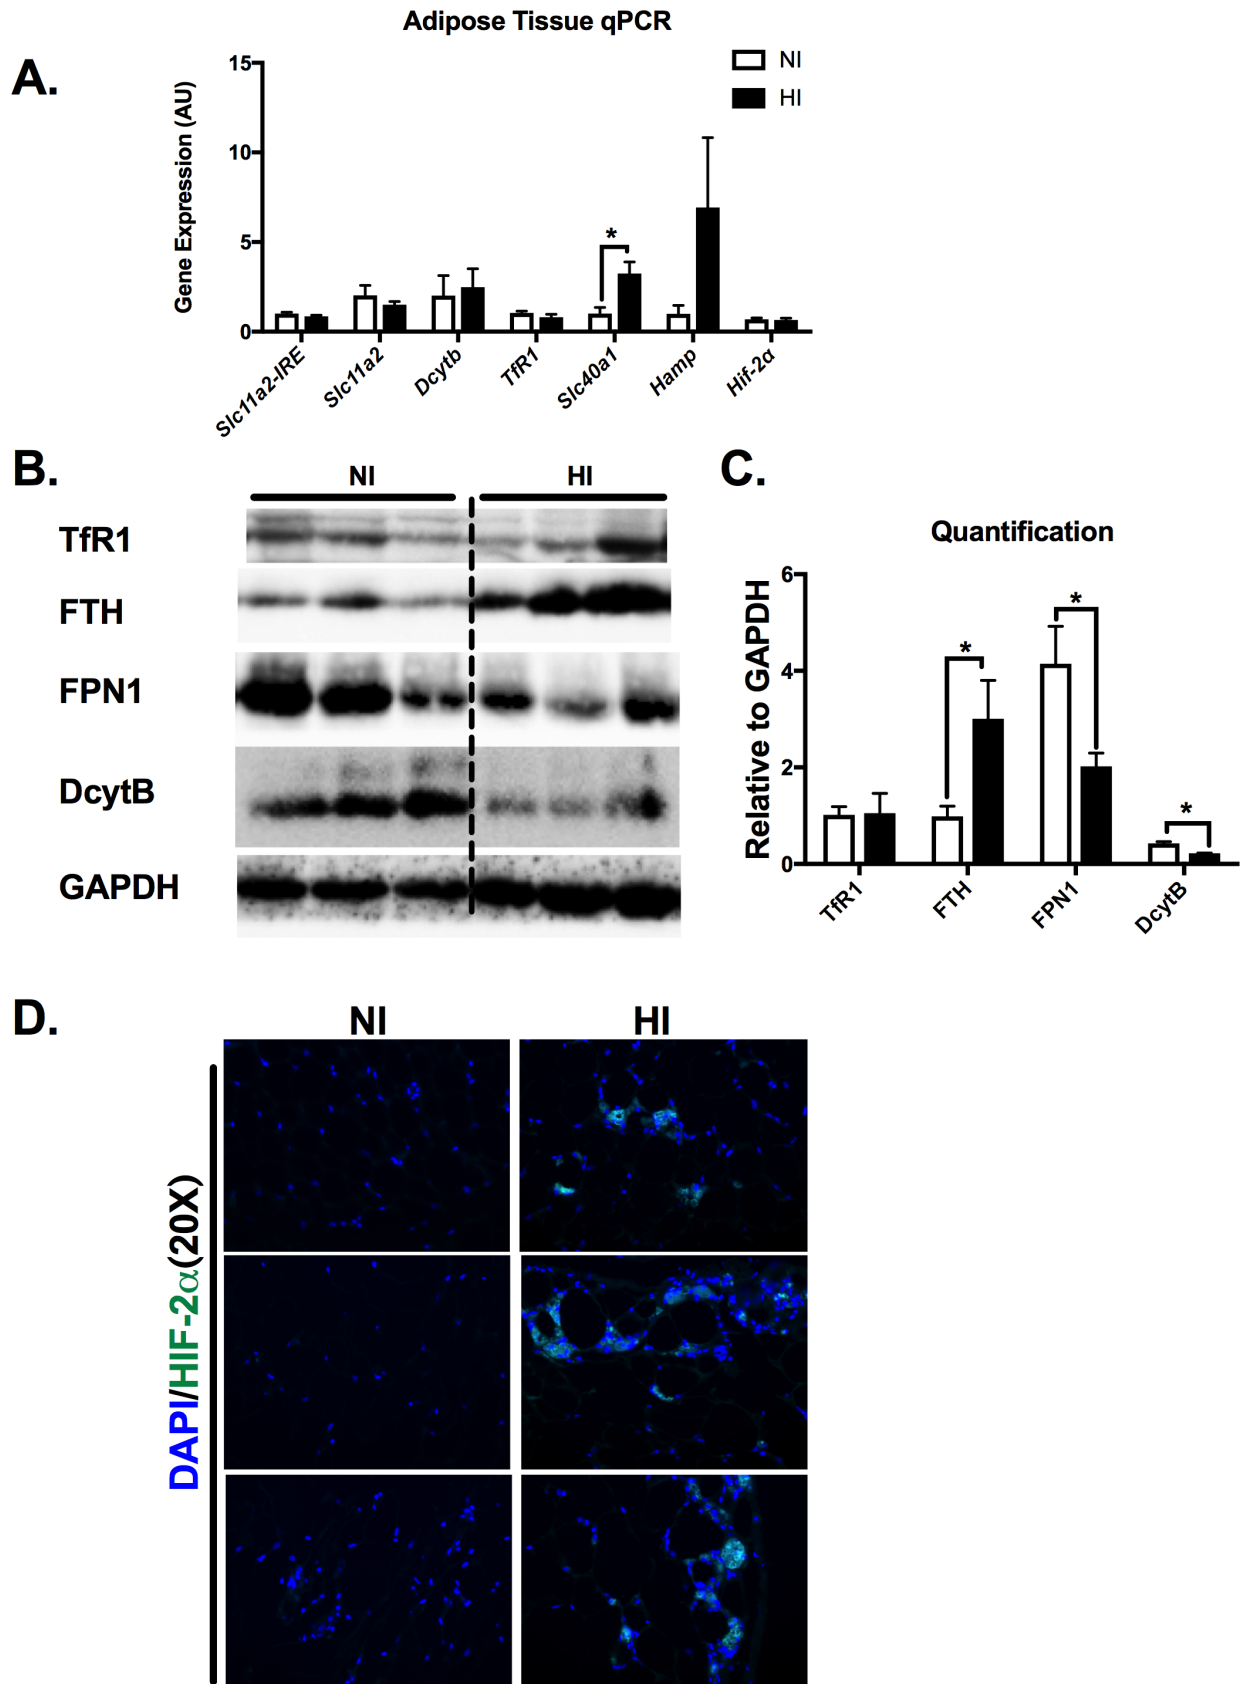 Adipose Tissue qPCR
A.
NI
HI
Gene Expression (AU)
15
10
5
0
Slc11a2-IRE
Slc11a2
Dcytb
TfR1
Slc40a1
Hamp
Hif-2α
*
B.
NI
HI
TfR1
FTH
FPN1
DcytB
GAPDH
C.
Quantification
Relative to GAPDH
6
4
2
0
*
*
*
TfR1
FTH
FPN1
DcytB
D.
NI
HI
DAPI/HIF-2α(20X)